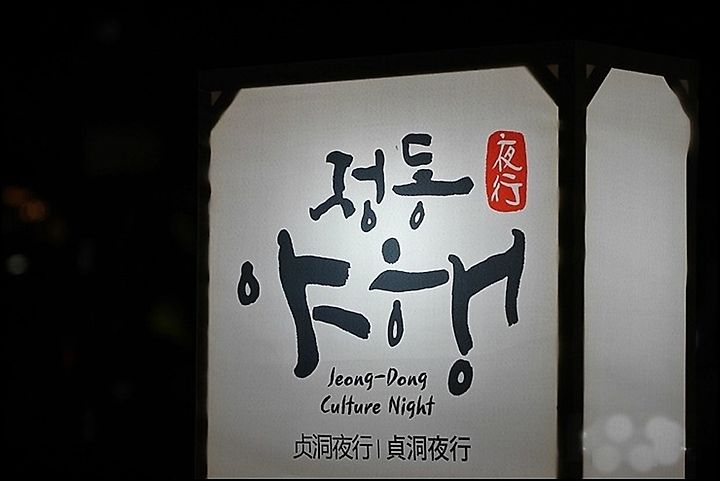 정동
夜行
야행
Jeong-Dong
Culture Night
贞洞夜行 | 貞洞夜行